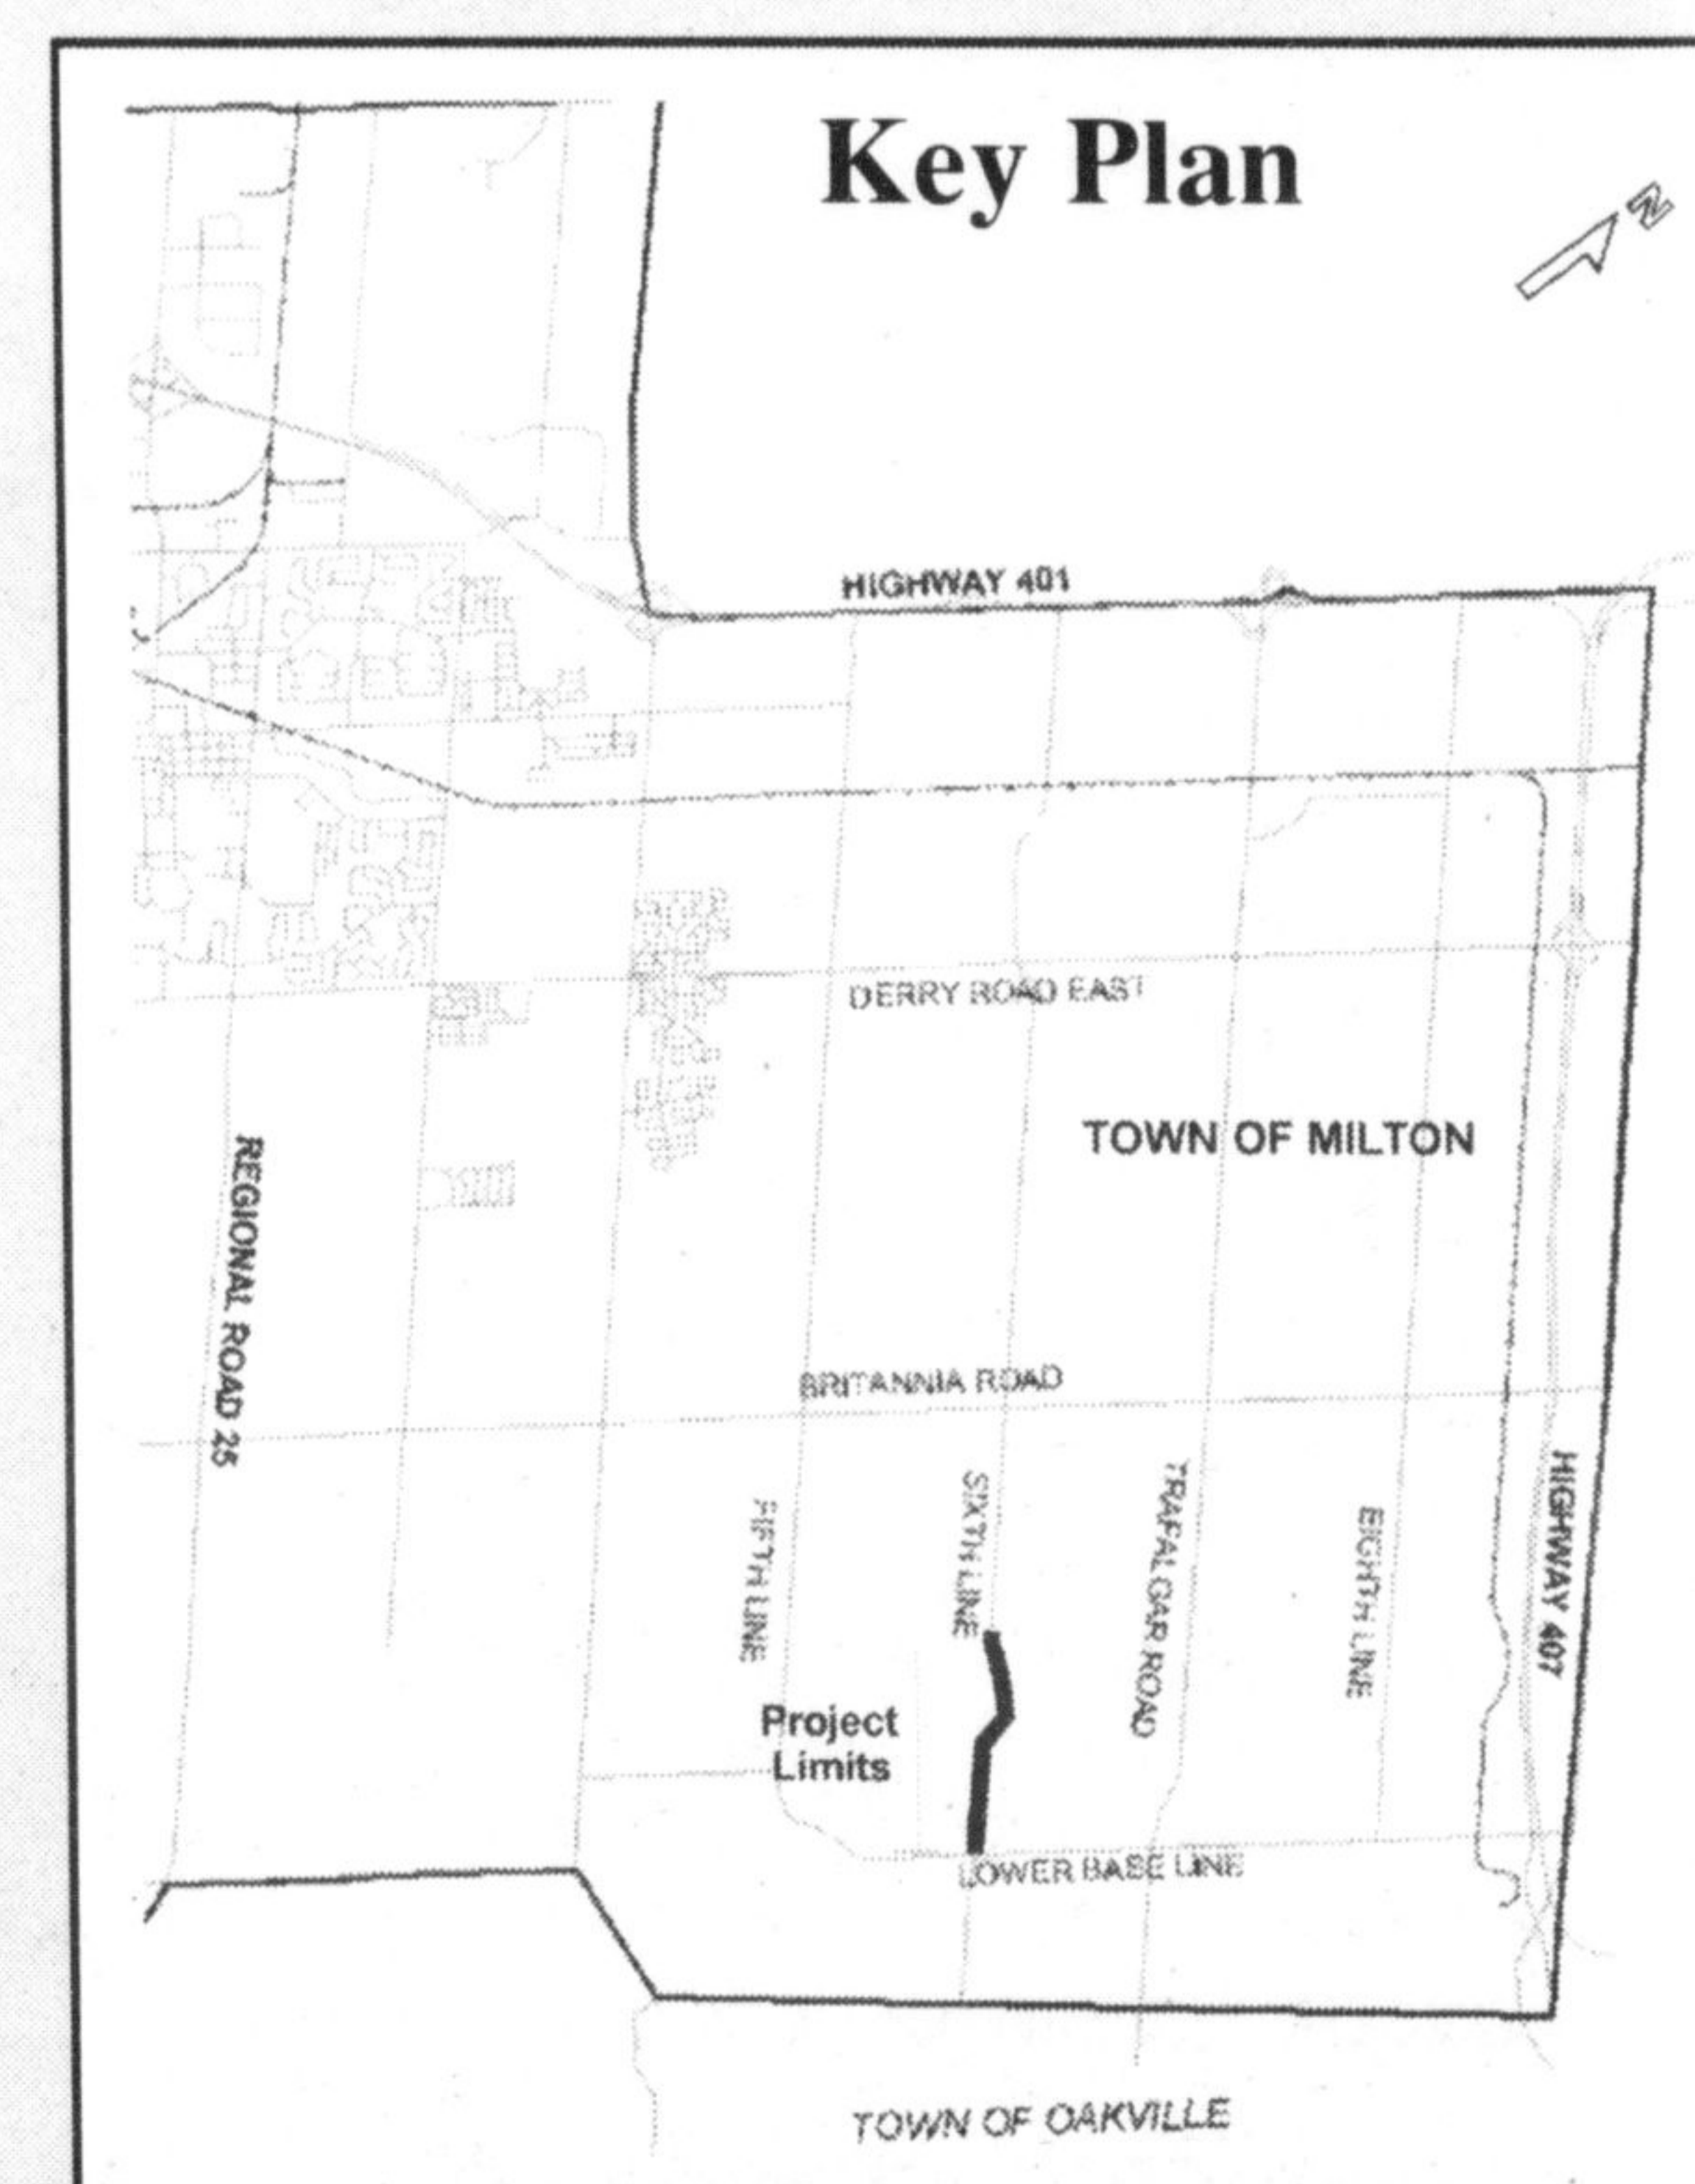 Key Plan
N
HIGHWAY 401
DERRY ROAD EAST
TOWN OF MILTON
REGIONAL ROAD 25
BRITANNIA ROAD
FIFTH LINE
SIXTH LINE
TRAFALGAR ROAD
EIGHTH LINE
HIGHWAY 407
Project
Limits
LOWER BASE LINE
TOWN OF OAKVILLE